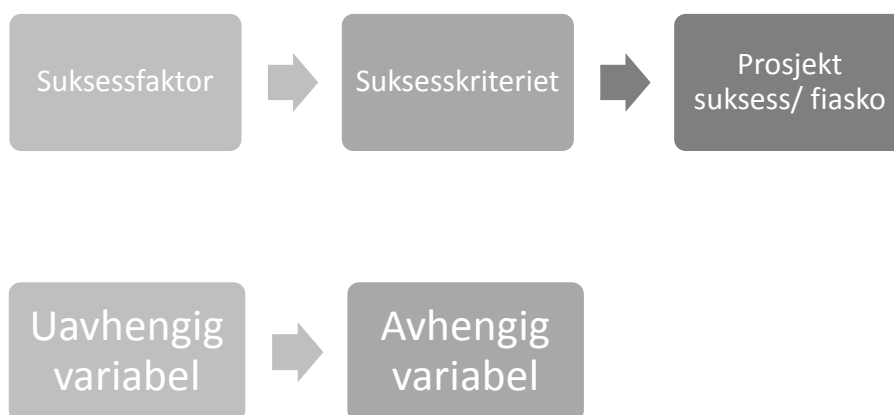 Suksessfaktor
Suksesskriteriet
Prosjekt
suksess/ fiasko
Uavhengig
variabel
Avhengig
variabel